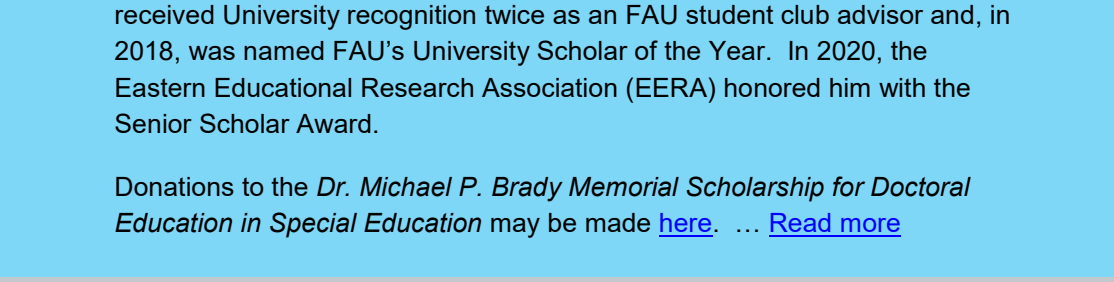 received University recognition twice as an FAU student club advisor and, in
2018, was named FAU’s University Scholar of the Year.  In 2020, the
Eastern Educational Research Association (EERA) honored him with the
Senior Scholar Award.
Donations to the Dr. Michael P. Brady Memorial Scholarship for Doctoral
Education in Special Education may be made here.  … Read more